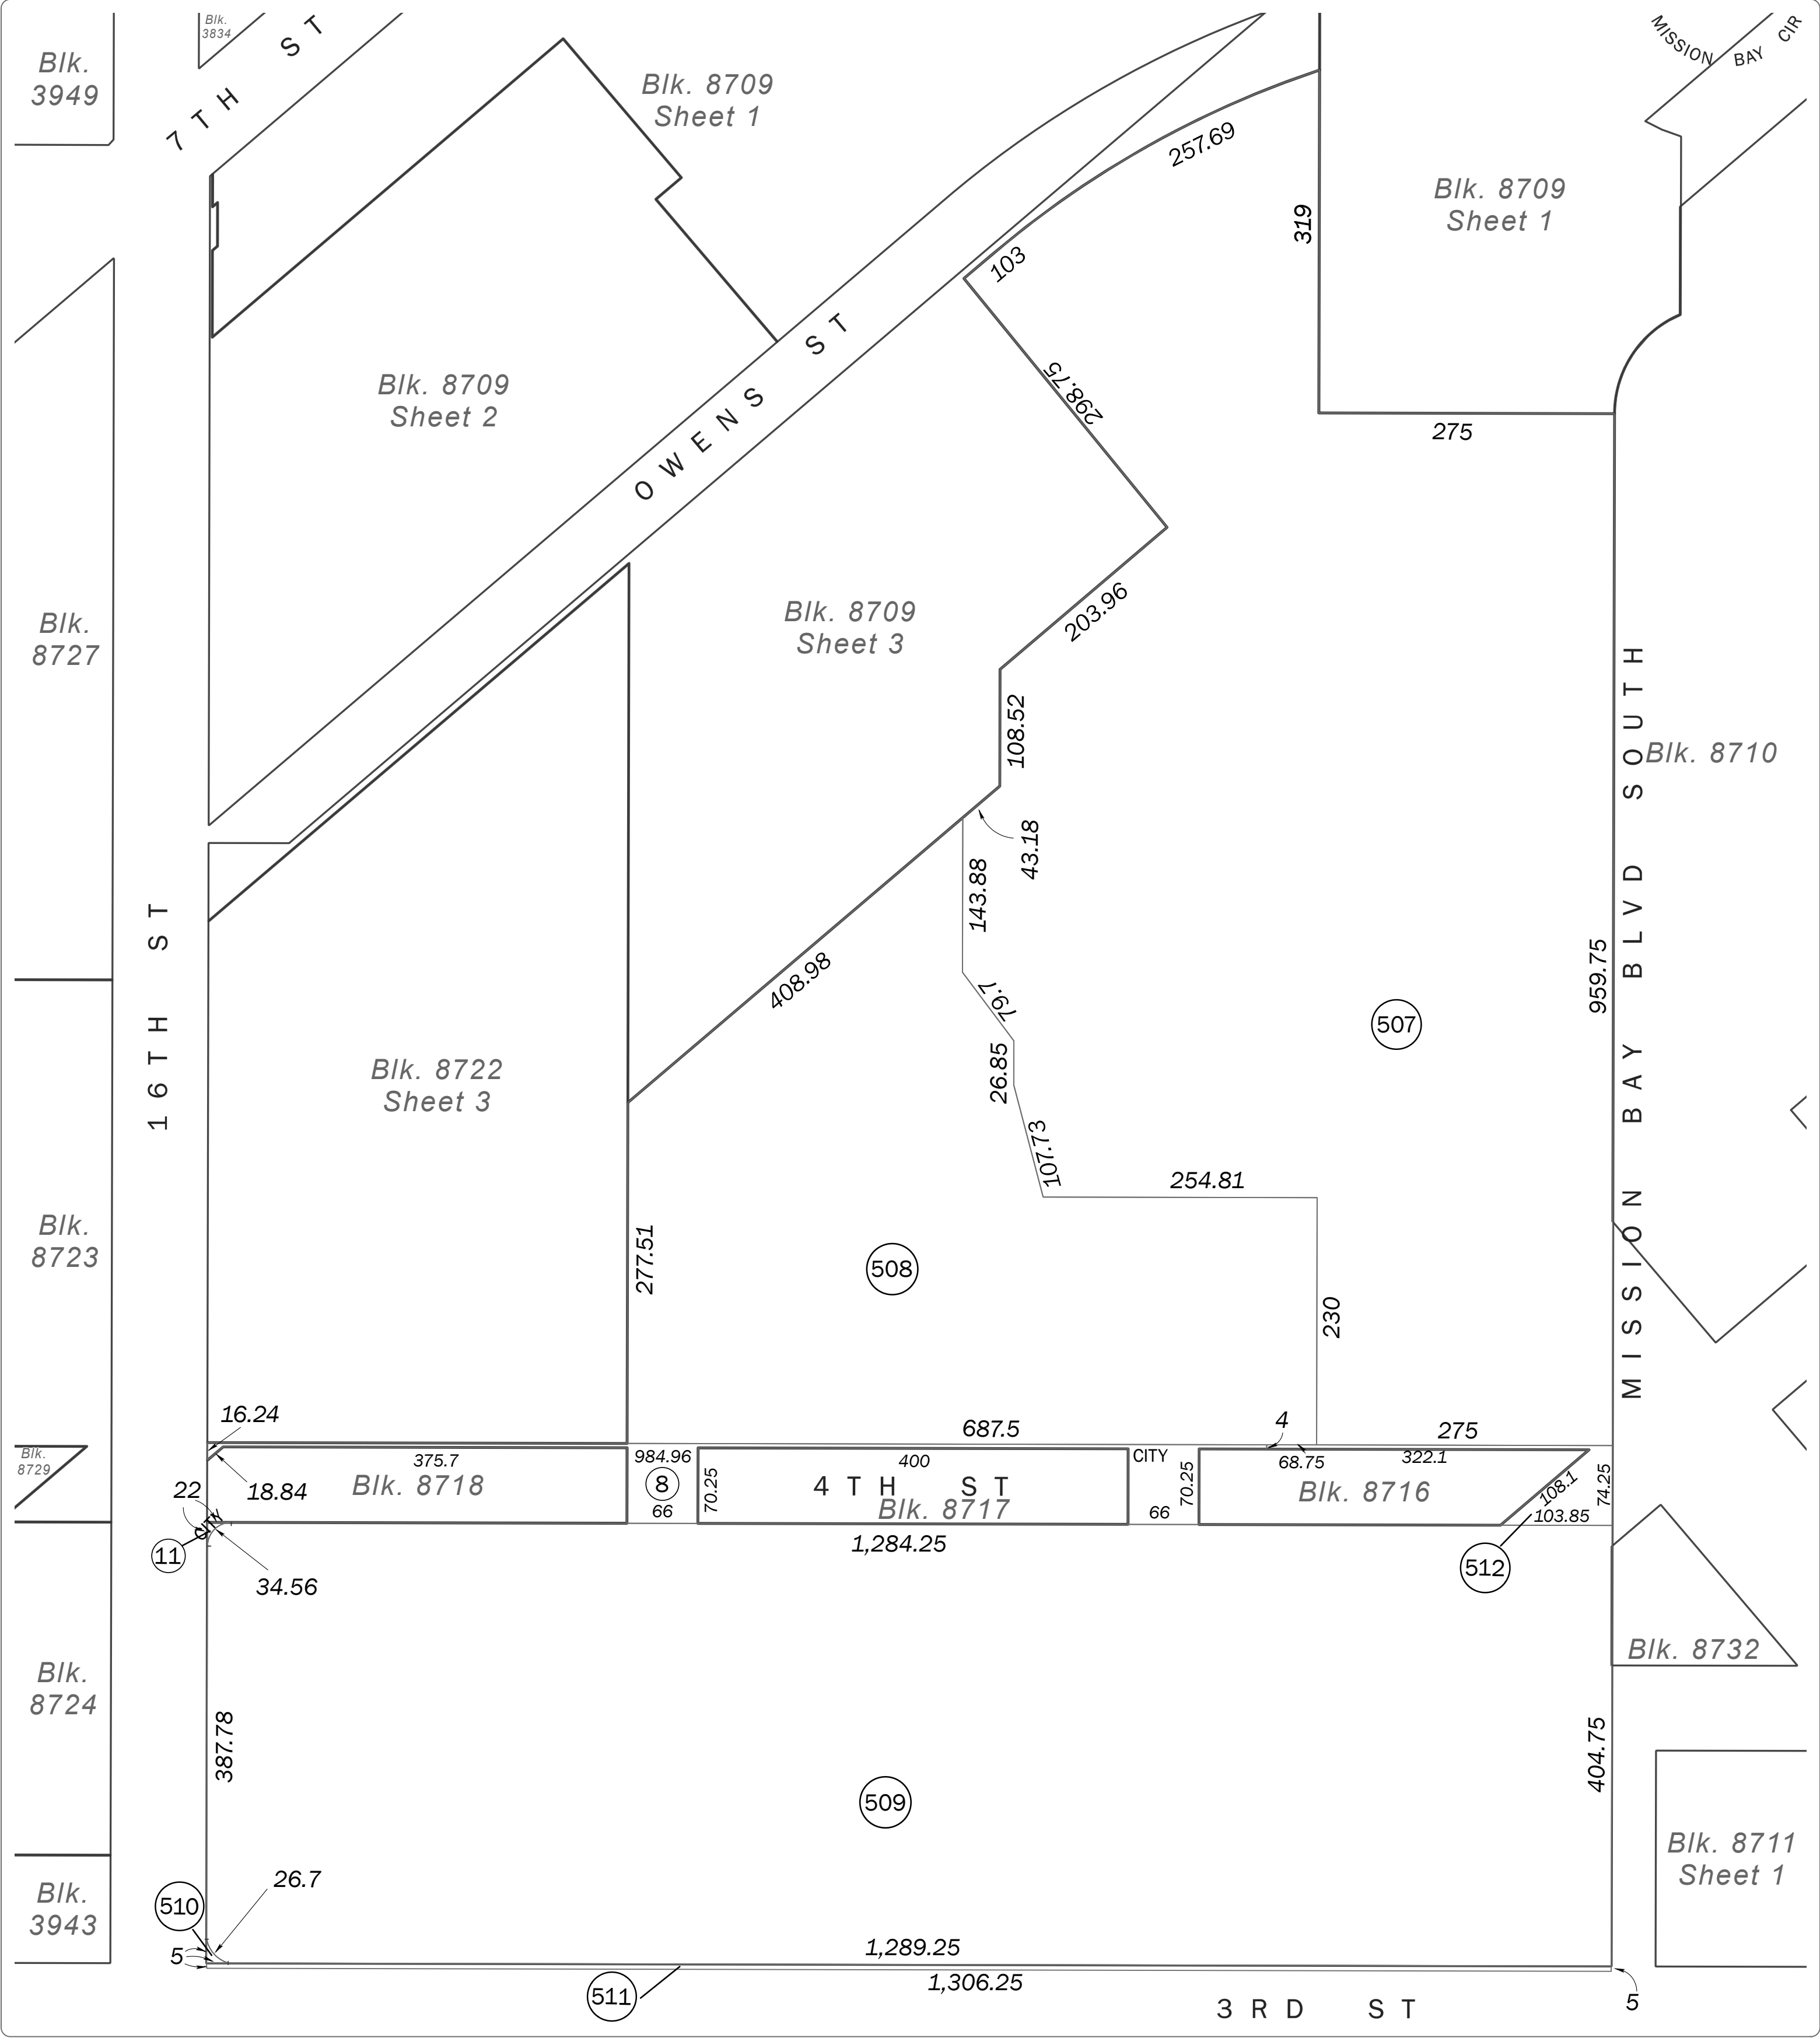 Blk.
3834
MISSION BAY CIR
Blk.
3949
7TH ST
Blk. 8709
Sheet 1
257.69
Blk. 8709
Sheet 1
319
103
Blk. 8709
Sheet 2
OWENS ST
298.75
275
Blk.
8727
Blk. 8709
Sheet 3
203.96
108.52
MISSION BAY BLVD SOUTH
Blk. 8710
43.18
143.88
16TH ST
408.98
79.7
959.75
507
26.85
Blk. 8722
Sheet 3
107.73
254.81
Blk.
8723
277.51
508
230
16.24
687.5
4
275
Blk.
8729
375.7
984.96
400
CITY
68.75
322.1
22
18.84
Blk. 8718
8
70.25
4TH ST
70.25
Blk. 8716
108.1
74.25
66
Blk. 8717
66
103.85
CITY
11
1,284.25
512
34.56
Blk.
8724
Blk. 8732
387.78
404.75
509
Blk. 8711
Sheet 1
26.7
510
Blk.
3943
5
1,289.25
511
1,306.25
5
3RD ST